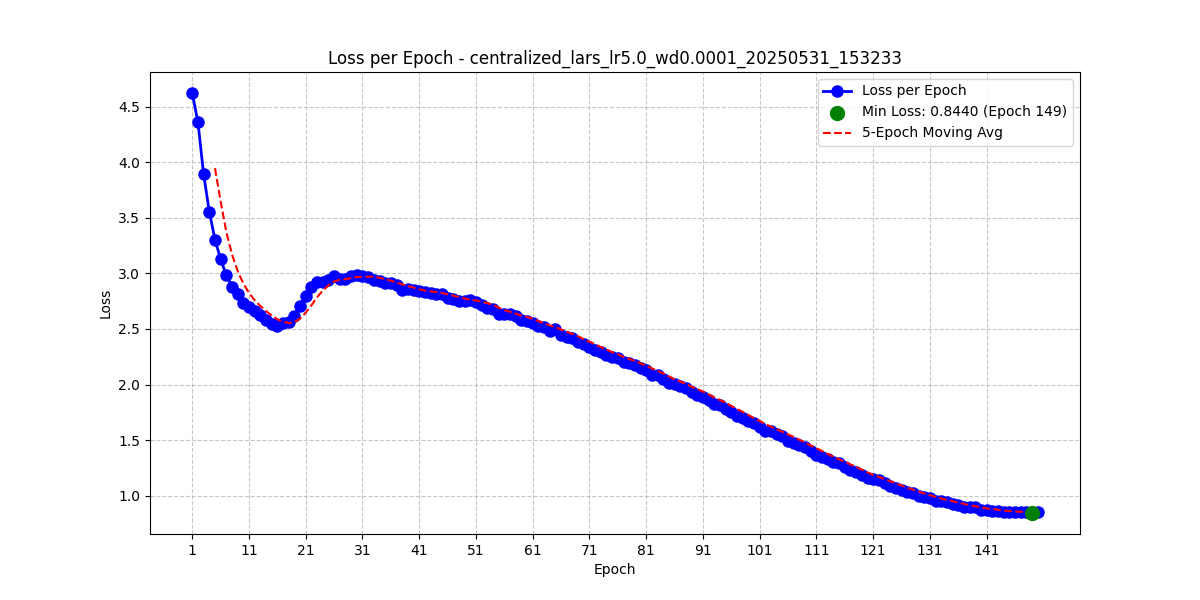 Loss per Epoch - centralized_lars_lr5.0_wd0.0001_20250531_153233
Loss per Epoch
Min Loss: 0.8440 (Epoch 149)
5-Epoch Moving Avg
4.5
4.0
3.5
3.0
2.5
2.0
1.5
1.0
Loss
1 11 21 31 41 51 61 71 81 91 101 111 121 131 141
Epoch